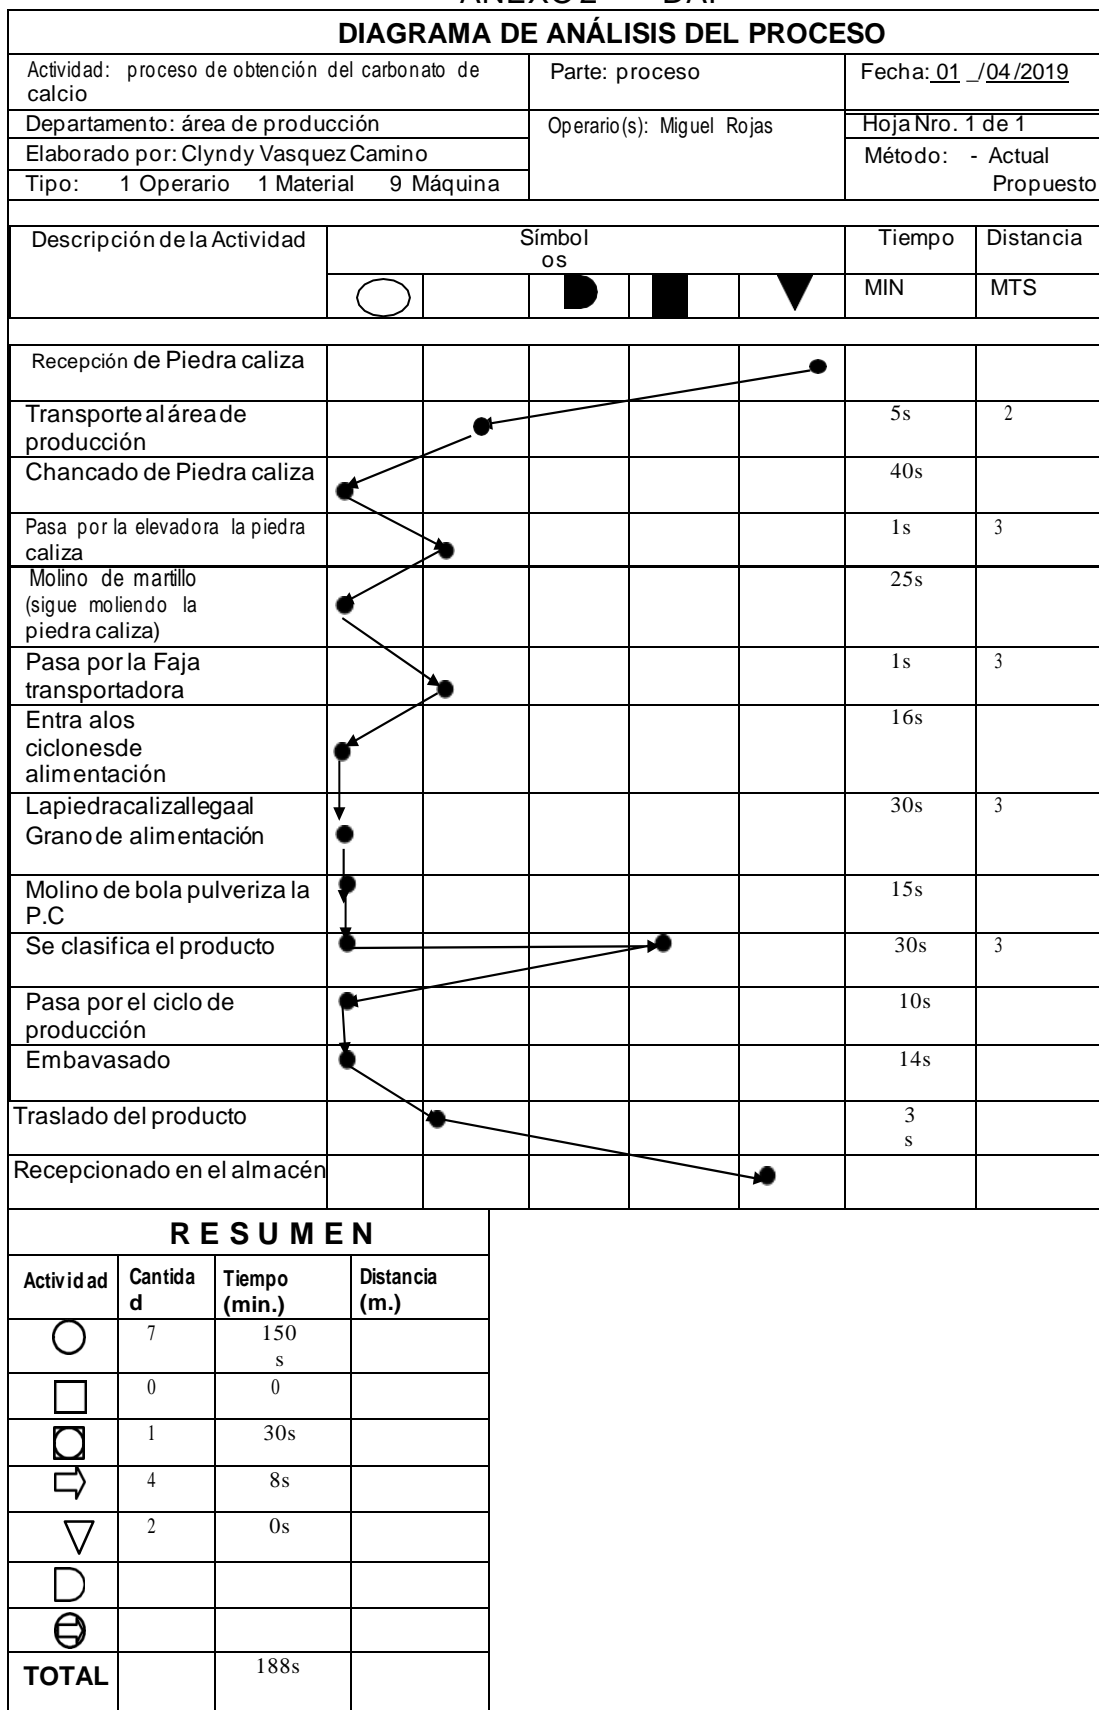 ANEXO 2 DAP
DIAGRAMA DE ANÁLISIS DEL PROCESO
Actividad: proceso de obtención del carbonato de
calcio
Parte: proceso
Fecha: 01 _/04/2019
Departamento: área de producción
Operario(s): Miguel Rojas
Hoja Nro. 1 de 1
Elaborado por: Clyndy Vasquez Camino
Método: - Actual
Propuesto
Tipo: 1 Operario 1 Material 9 Máquina
Descripción de la Actividad
Símbol
os
Tiempo
Distancia
MIN
MTS
Recepción de Piedra caliza
Transporte al área de
producción
5s
2
Chancado de Piedra caliza
40s
Pasa por la elevadora la piedra
caliza
1s
3
Molino de martillo
(sigue moliendo la
piedra caliza)
25s
Pasa por la Faja
transportadora
1s
3
Entra alos
ciclonesde
alimentación
16s
Lapiedracalizallegaal
Grano de alimentación
30s
3
Molino de bola pulveriza la
P.C
15s
Se clasifica el producto
30s
3
Pasa por el ciclo de
producción
10s
Embavasado
14s
Traslado del producto
3
s
Recepcionado en el almacén
RESUMEN
Actividad
Cantida
d
Tiempo
(min.)
Distancia
(m.)
7
150
s
0
0
1
30s
4
8s
2
0s
TOTAL
188s